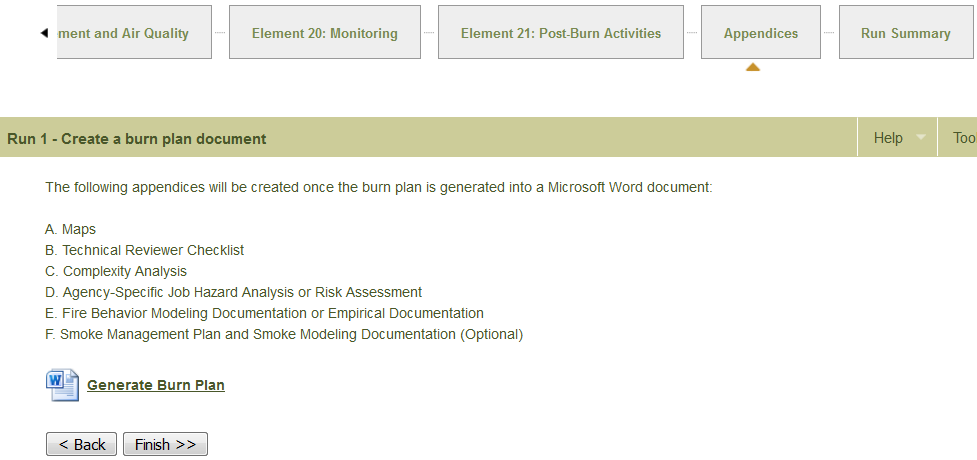 ment and Air Quality
Element 20: Monitoring
Element 21: Post-Burn Activities
Appendices
Run Summary
Run 1 - Create a burn plan document
Help
Too
The following appendices will be created once the burn plan is generated into a Microsoft Word document:
A. Maps
B. Technical Reviewer Checklist
C. Complexity Analysis
D. Agency-Specific Job Hazard Analysis or Risk Assessment
E. Fire Behavior Modeling Documentation or Empirical Documentation
F. Smoke Management Plan and Smoke Modeling Documentation (Optional)
W
Generate Burn Plan
< Back
Finish >>